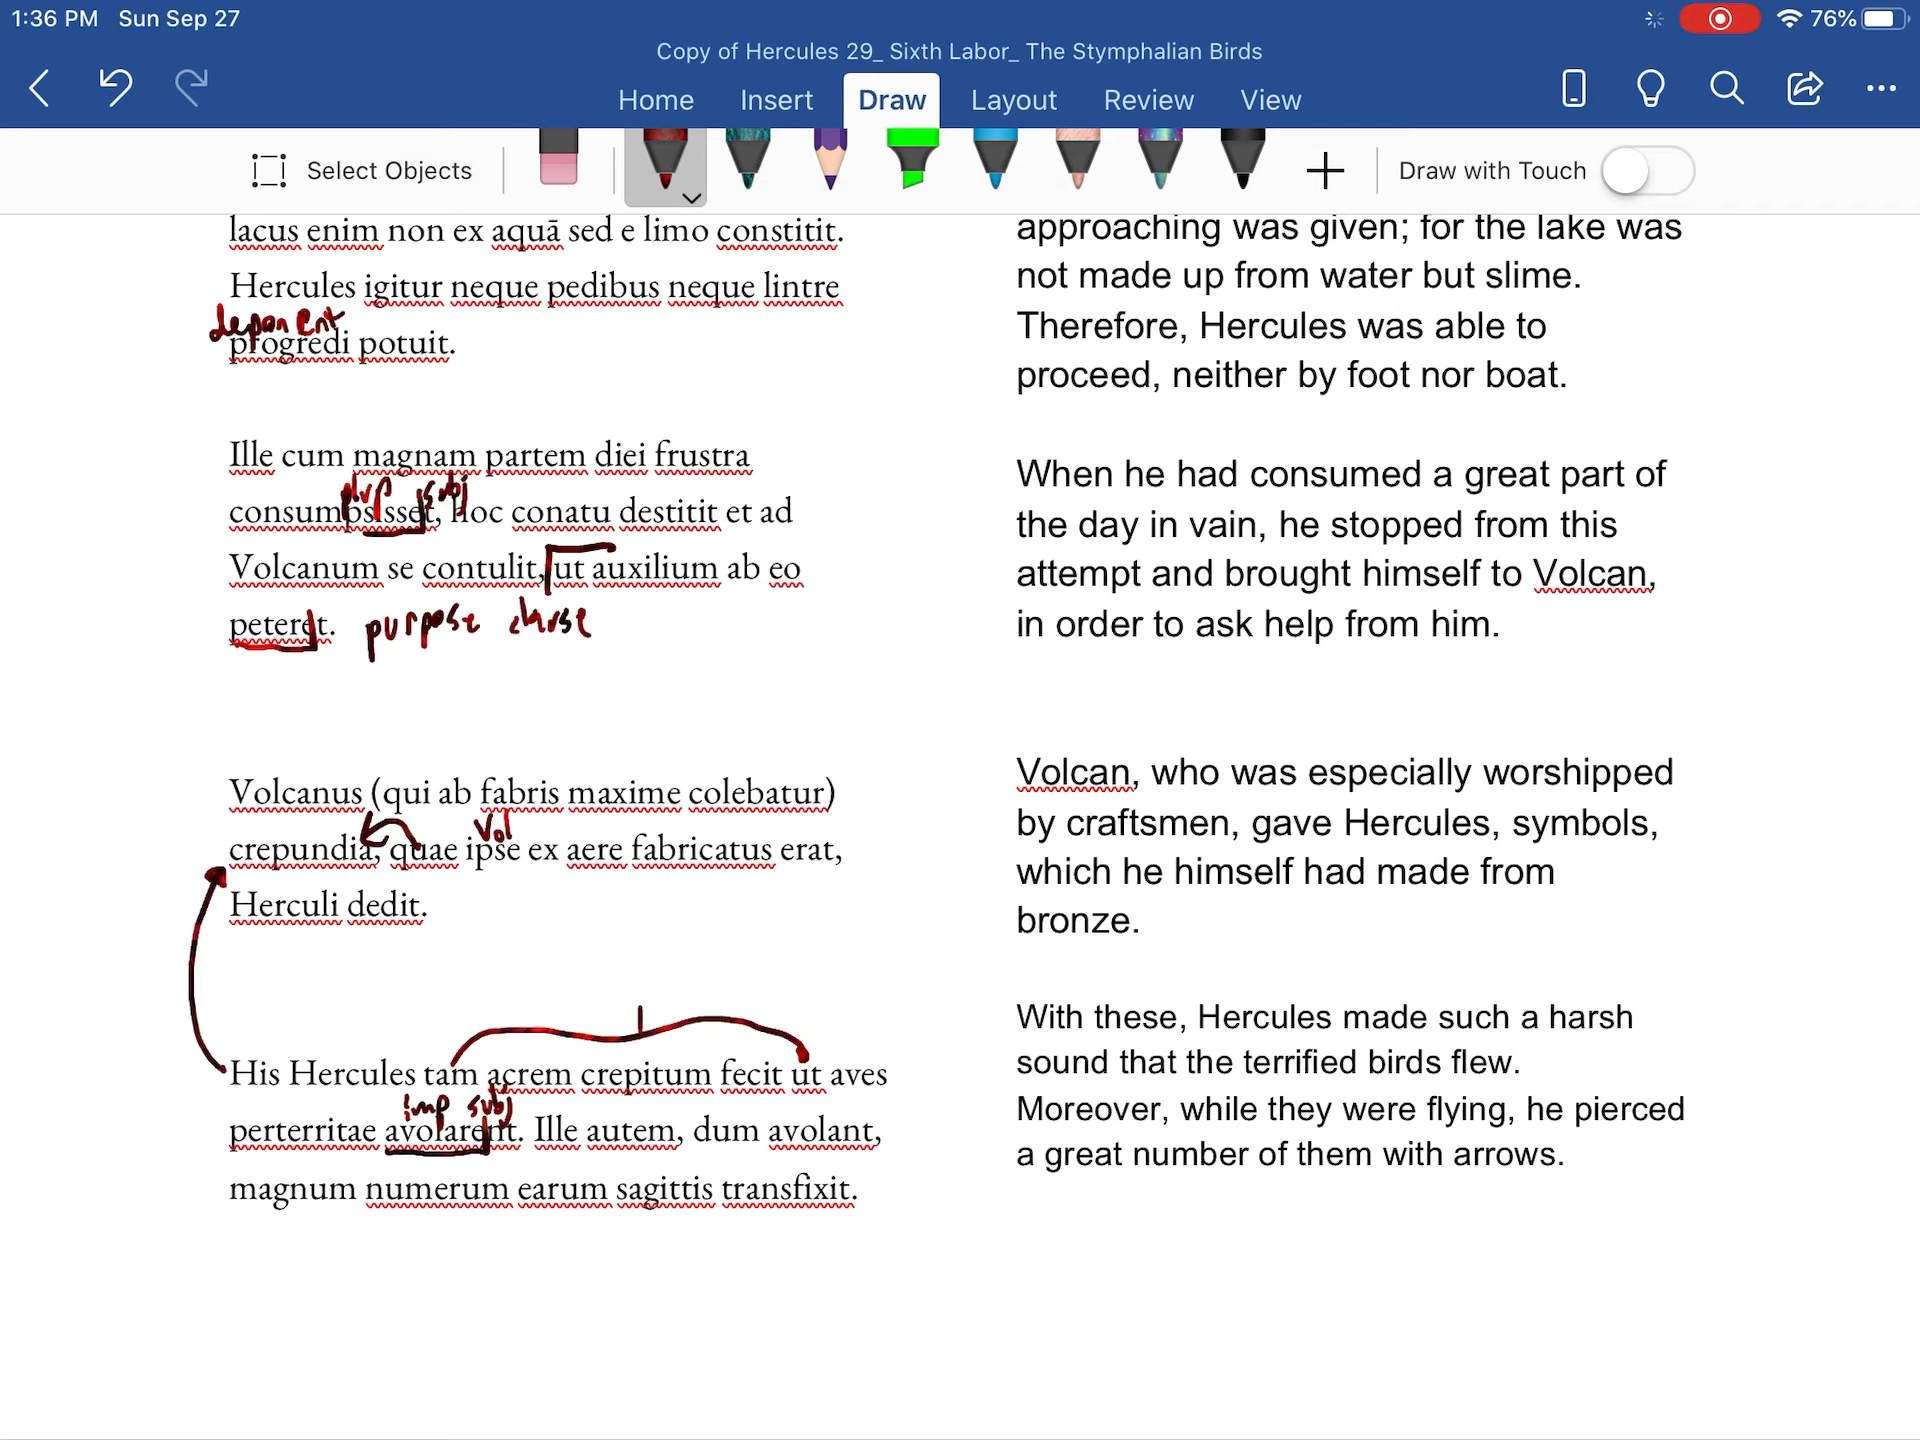 1:36 PM Sun Sep 27
76%
Copy of Hercules 29_ Sixth Labor_ The Stymphalian Birds
Home Insert Draw Layout Review View
Select Objects
Draw with Touch
lacus enim non ex aquā sed e limo constitit.
Hercules igitur neque pedibus neque lintre
deponent
progredi potuit.
Ille cum magnam partem diei frustra
plup subj
consumpsisset, hoc conatu destitit et ad
Volcanum se contulit, ut auxilium ab eo
peteret. purpose clause
Volcanus (qui ab fabris maxime colebatur)
Vol
crepundia, quae ipse ex aere fabricatus erat,
Herculi dedit.
His Hercules tam acrem crepitum fecit ut aves
imp subj
perterritae avolarent. Ille autem, dum avolant,
magnum numerum earum sagittis transfixit.
approaching was given; for the lake was
not made up from water but slime.
Therefore, Hercules was able to
proceed, neither by foot nor boat.
When he had consumed a great part of
the day in vain, he stopped from this
attempt and brought himself to Volcan,
in order to ask help from him.
Volcan, who was especially worshipped
by craftsmen, gave Hercules, symbols,
which he himself had made from
bronze.
With these, Hercules made such a harsh
sound that the terrified birds flew.
Moreover, while they were flying, he pierced
a great number of them with arrows.